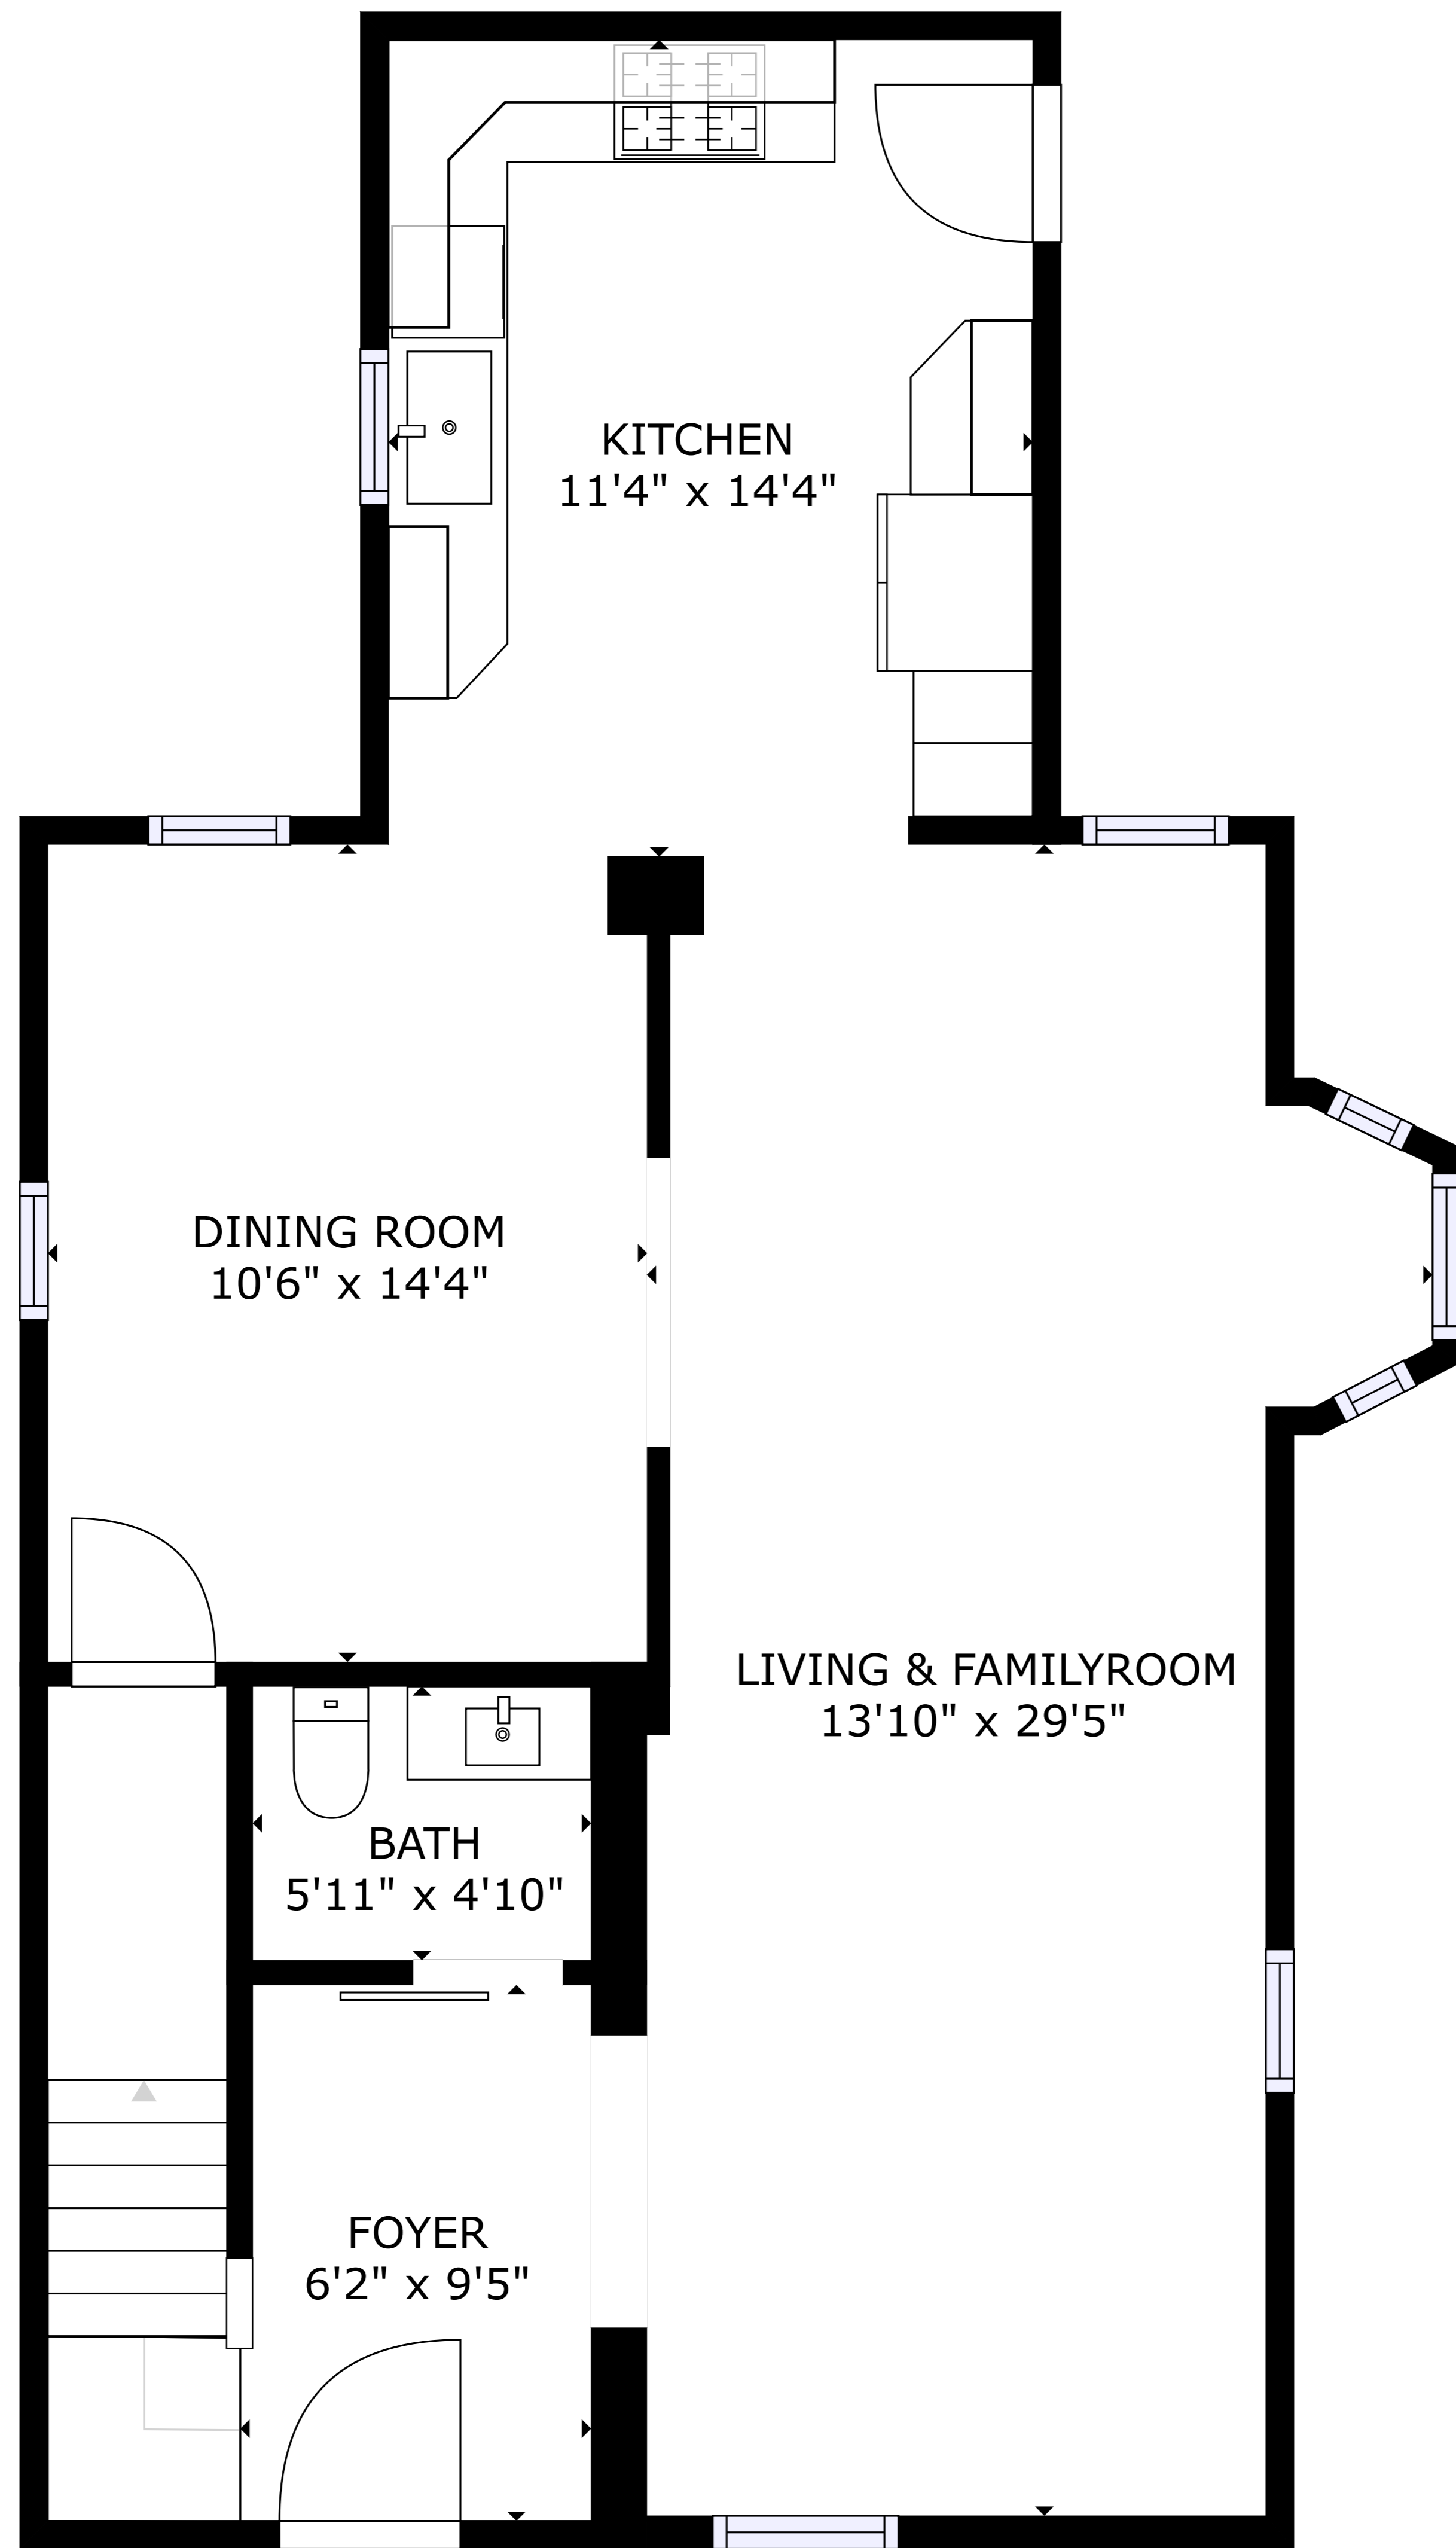 KITCHEN
11'4" x 14'4"
DINING ROOM
10'6" x 14'4"
LIVING & FAMILYROOM
13'10" x 29'5"
BATH
5'11" x 4'10"
FOYER
6'2" x 9'5"